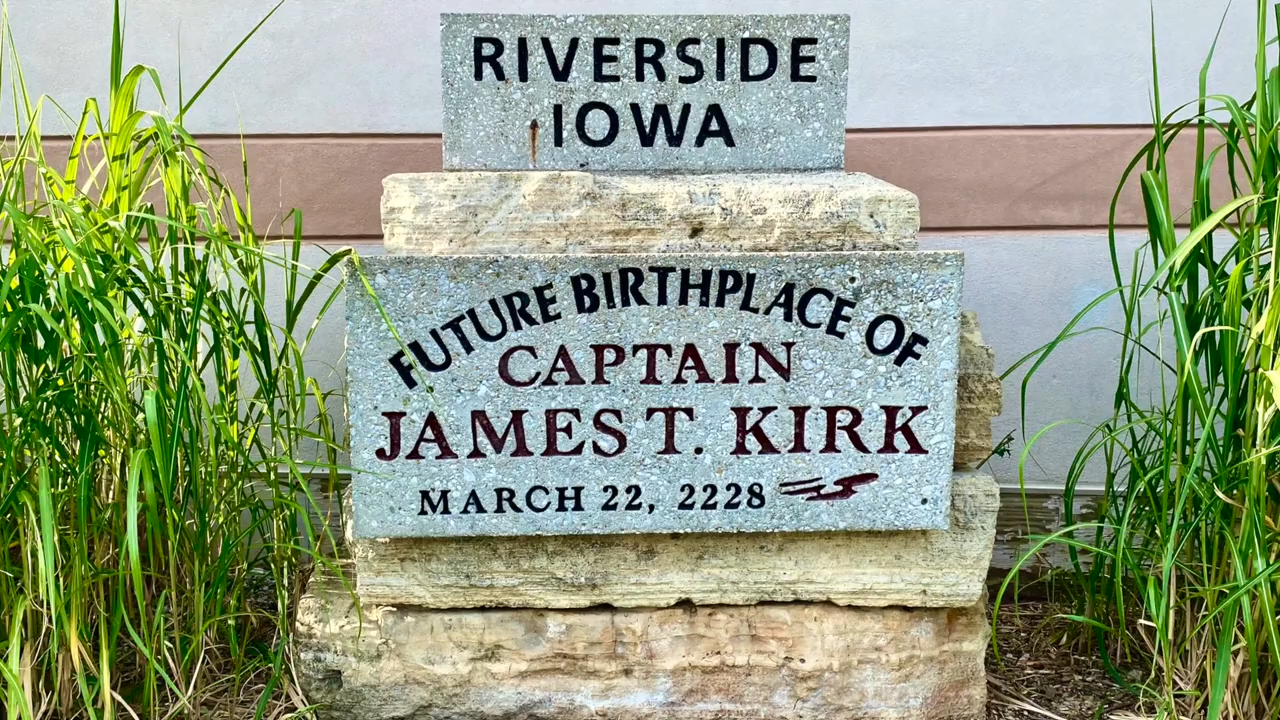 RIVERSIDE
IOWA
FUTURE BIRTHPLACE OF
CAPTAIN
JAMES T. KIRK
MARCH 22, 2228